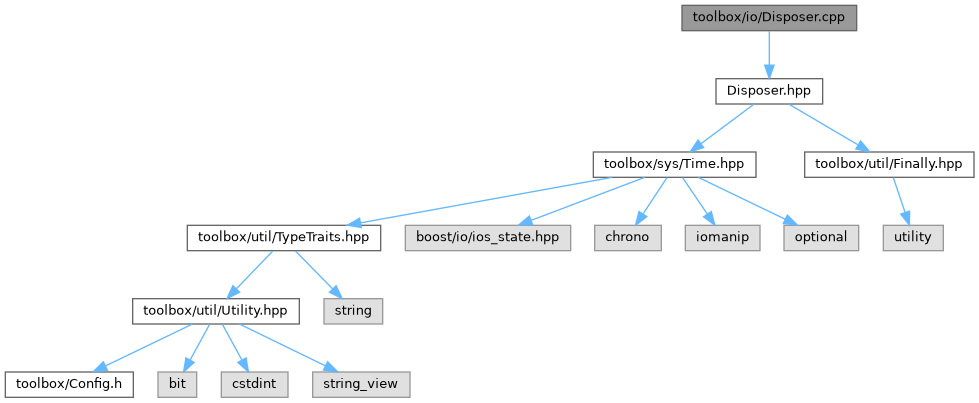 toolbox/io/Disposer.cpp
Disposer.hpp
toolbox/sys/Time.hpp
toolbox/util/Finally.hpp
toolbox/util/TypeTraits.hpp
boost/io/ios_state.hpp
chrono
iomanip
optional
utility
toolbox/util/Utility.hpp
string
toolbox/Config.h
bit
cstdint
string_view